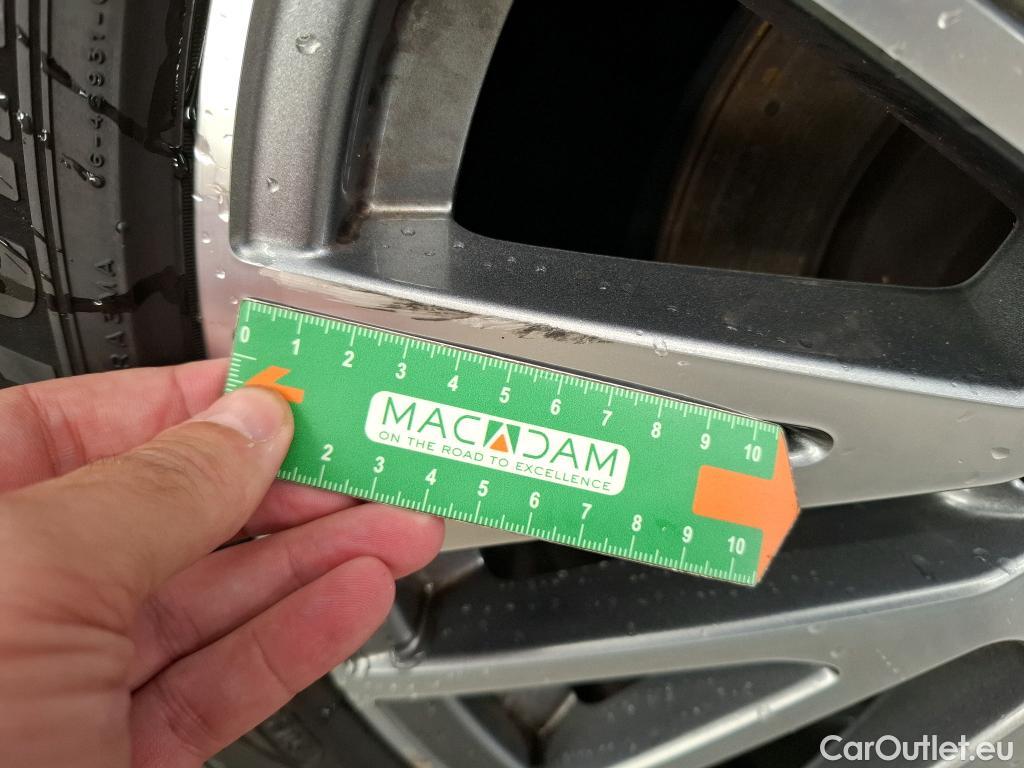 0 1 2 3 4 5 6 7 8 9 10
MACADAM
ON THE ROAD TO EXCELLENCE
2 3 4 5 6 7 8 9 10
CarOutlet.eu